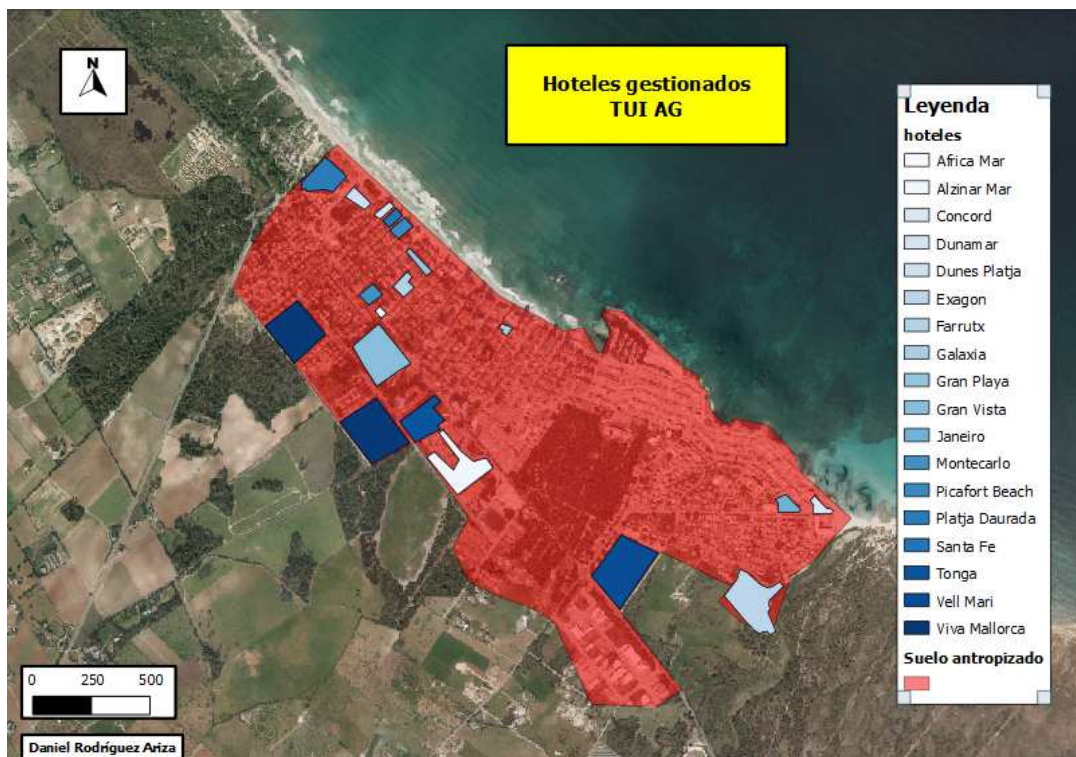 N
Hoteles gestionados
TUI AG
Leyenda
hoteles
Africa Mar
Alzinar Mar
Concord
Dunamar
Dunes Platja
Exagon
Farrutx
Galaxia
Gran Playa
Gran Vista
Janeiro
Montecarlo
Picafort Beach
Platja Daurada
Santa Fe
Tonga
Vell Mari
Viva Mallorca
Suelo antropizado
0 250 500
Daniel Rodríguez Ariza